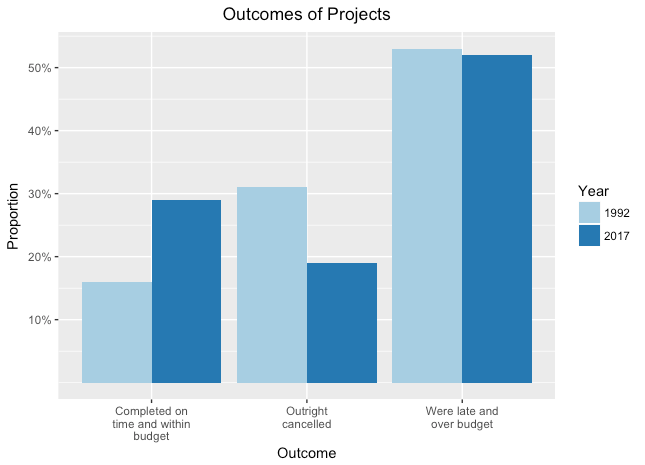 Outcomes of Projects
50%
40%
30%
20%
10%
Proportion
Completed on
time and within
budget
Outright
cancelled
Were late and
over budget
Outcome
Year
1992
2017